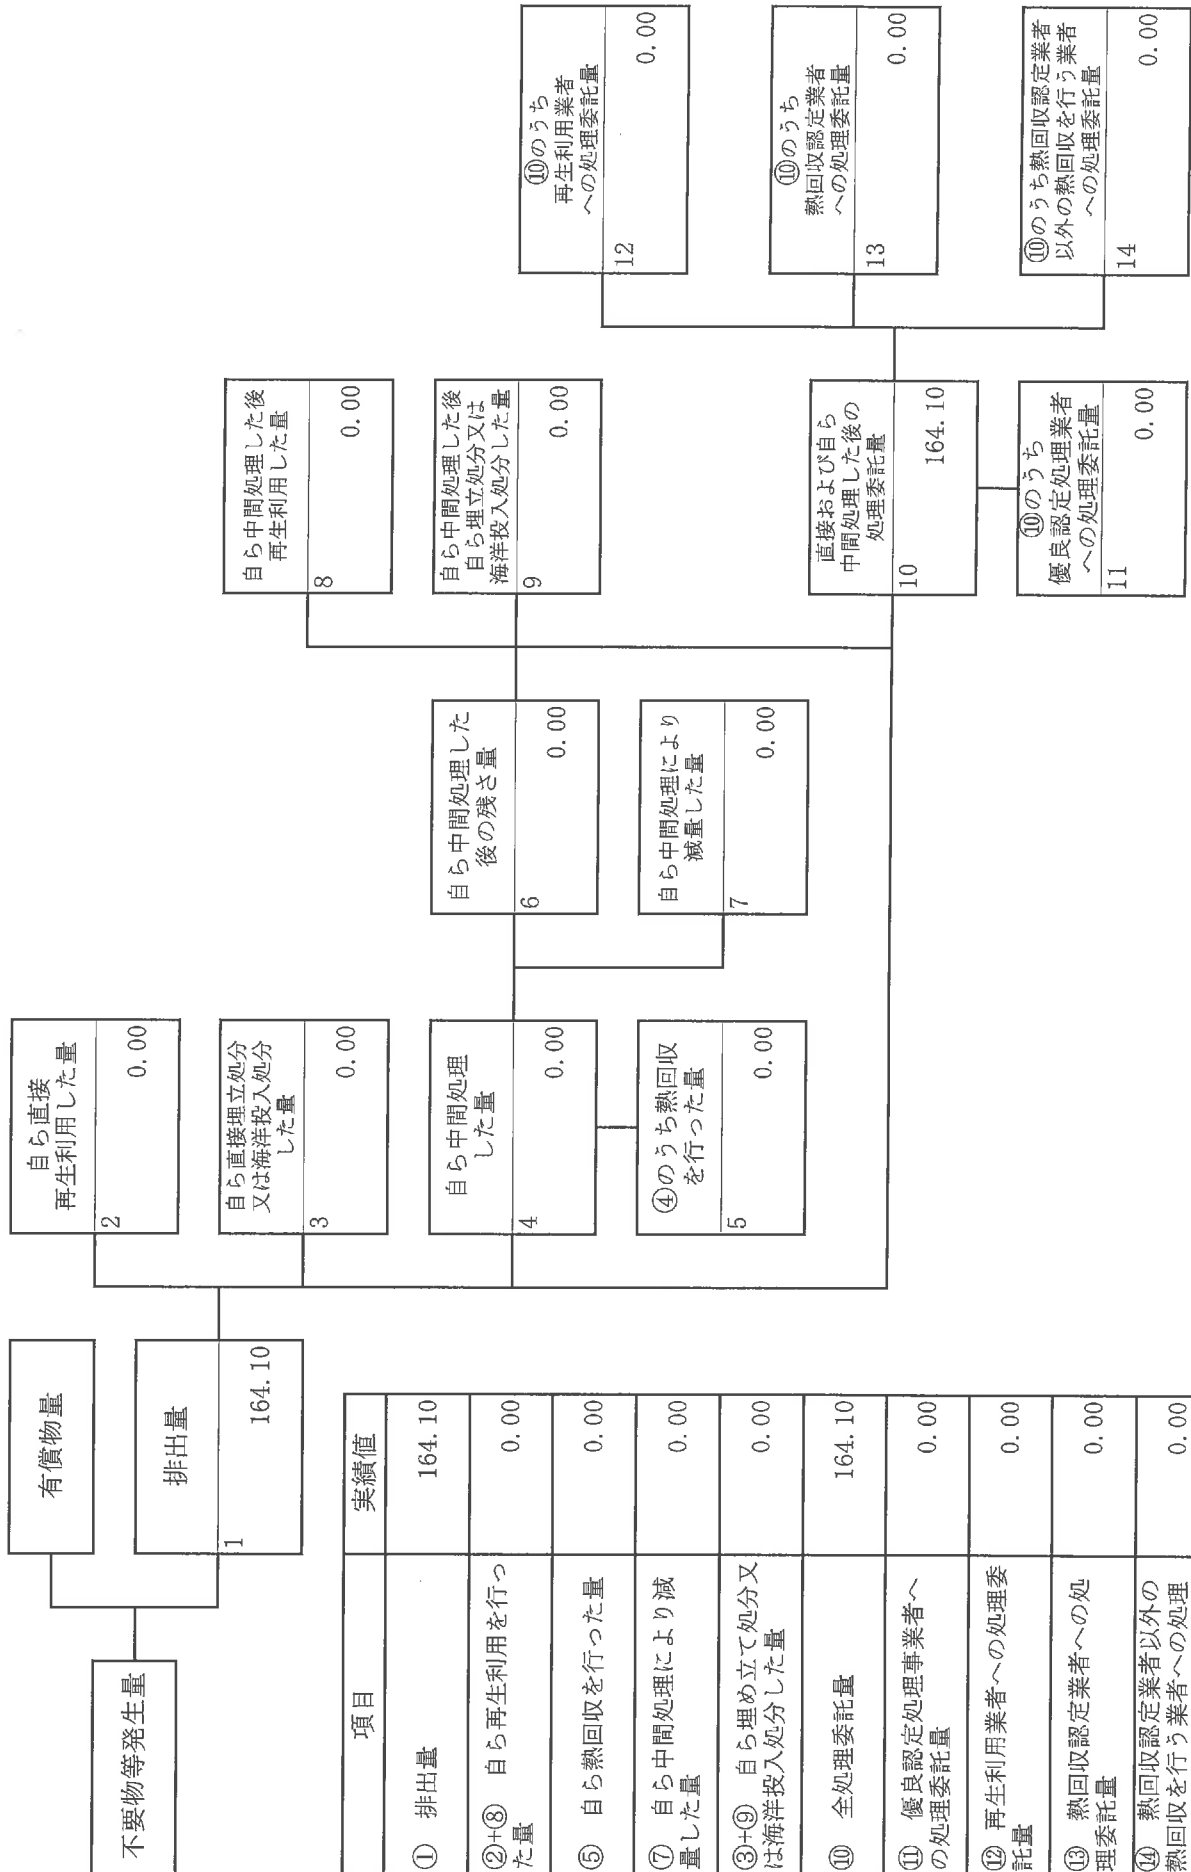 不要物等発生量
有償物量
排出量
1
164.10
自ら直接
再生利用した量
2
0.00
自ら直接埋立処分
又は海洋投入処分
した量
3
0.00
自ら中間処理
した量
4
0.00
④のうち熱回収
を行った量
5
0.00
自ら中間処理した
後の残さ量
6
0.00
自ら中間処理により
減量した量
7
0.00
自ら中間処理した後
再生利用した量
8
0.00
自ら中間処理した後
自ら埋立処分又は
海洋投入処分した量
9
0.00
直接および自ら
中間処理した後の
処理委託量
10
164.10
⑩のうち
優良認定処理業者
への処理委託量
11
0.00
⑩のうち
再生利用業者
への処理委託量
12
0.00
⑩のうち
熱回収認定業者
への処理委託量
13
0.00
⑩のうち熱回収認定業者
以外の熱回収を行う業者
への処理委託量
14
0.00
項目 実績値
① 排出量 164.10
②+⑧ 自ら再生利用を行っ
た量 0.00
⑤ 自ら熱回収を行った量 0.00
⑦ 自ら中間処理により減
量した量 0.00
③+⑨ 自ら埋め立て処分又
は海洋投入処分した量 0.00
⑩ 全処理委託量 164.10
⑪ 優良認定処理事業者へ
の処理委託量 0.00
⑫ 再生利用業者への処理委
託量 0.00
⑬ 熱回収認定業者への処
理委託量 0.00
⑭ 熱回収認定業者以外の
熱回収を行う業者への処理 0.00